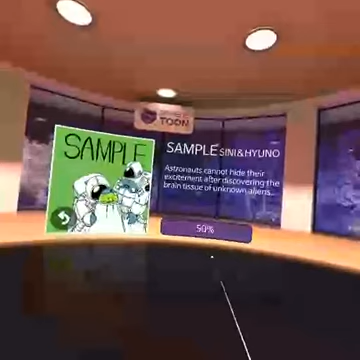 TOON
SAMPLE
SAMPLE SINI&HYUNO
Astronauts cannot hide their
excitement after discovering the
brain tissue of unknown aliens..
50%